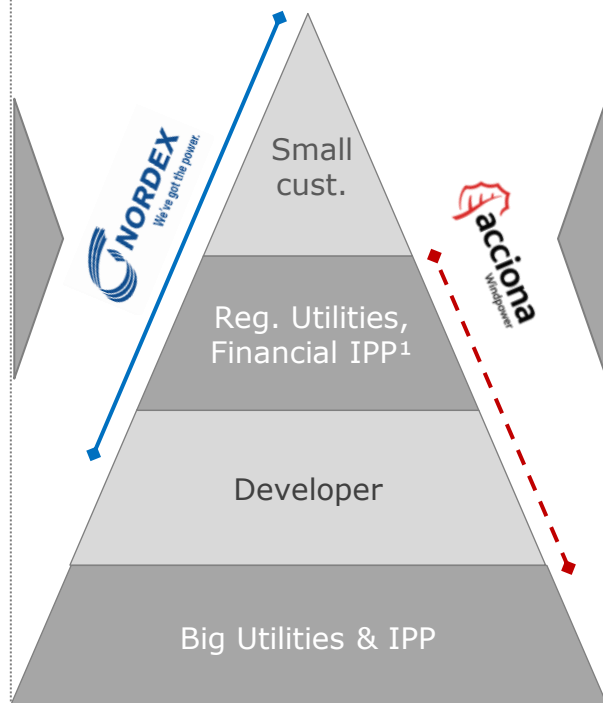 Small
cust.
NORDEX
We've got the power.
acciona
Windpower
Reg. Utilities,
Financial IPP¹
Developer
Big Utilities & IPP